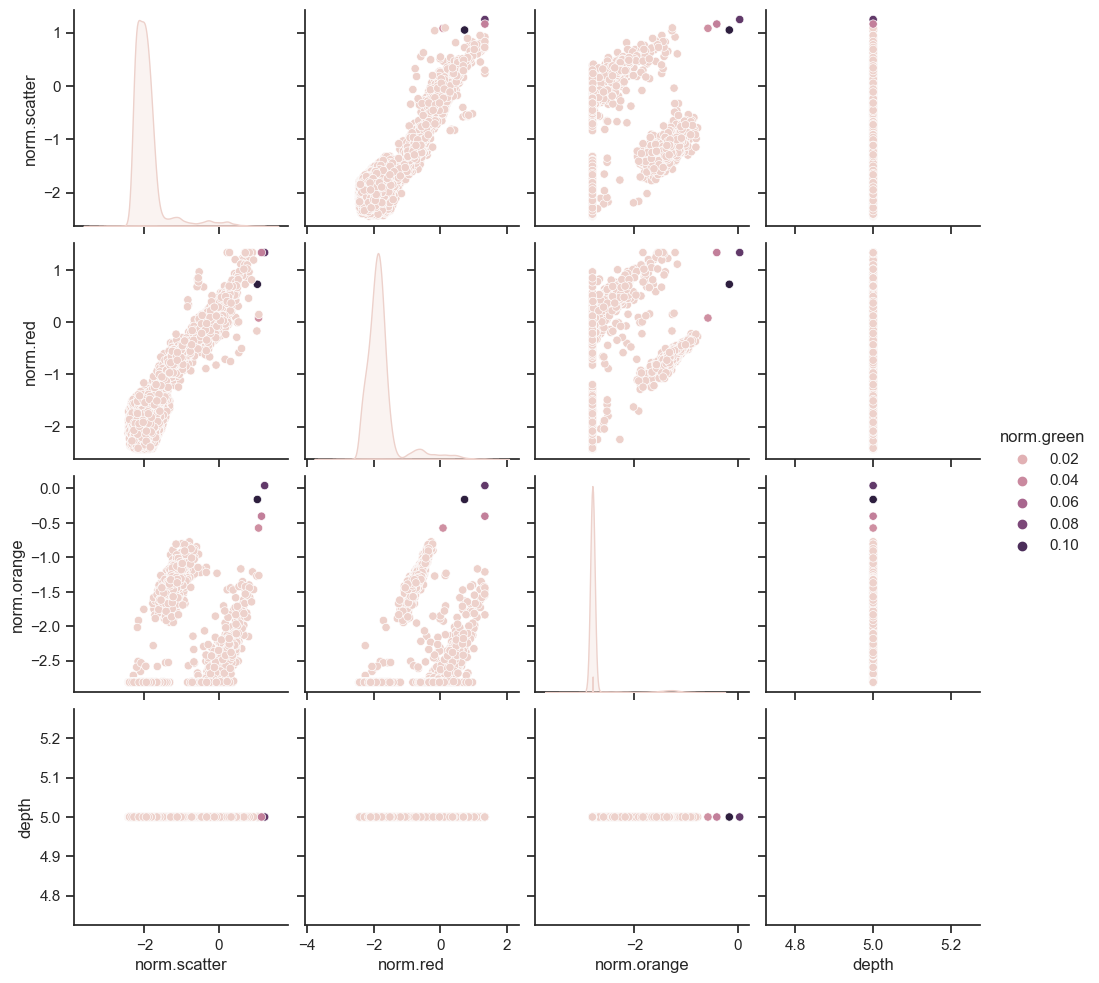 1
0
−1
−2
norm.scatter
1
0
−1
−2
norm.red
0.0
−0.5
−1.0
−1.5
−2.0
−2.5
norm.orange
5.2
5.1
5.0
4.9
4.8
depth
−2 0
norm.scatter
−4 −2 0 2
norm.red
−2 0
norm.orange
4.8 5.0 5.2
depth
norm.green
0.02
0.04
0.06
0.08
0.10